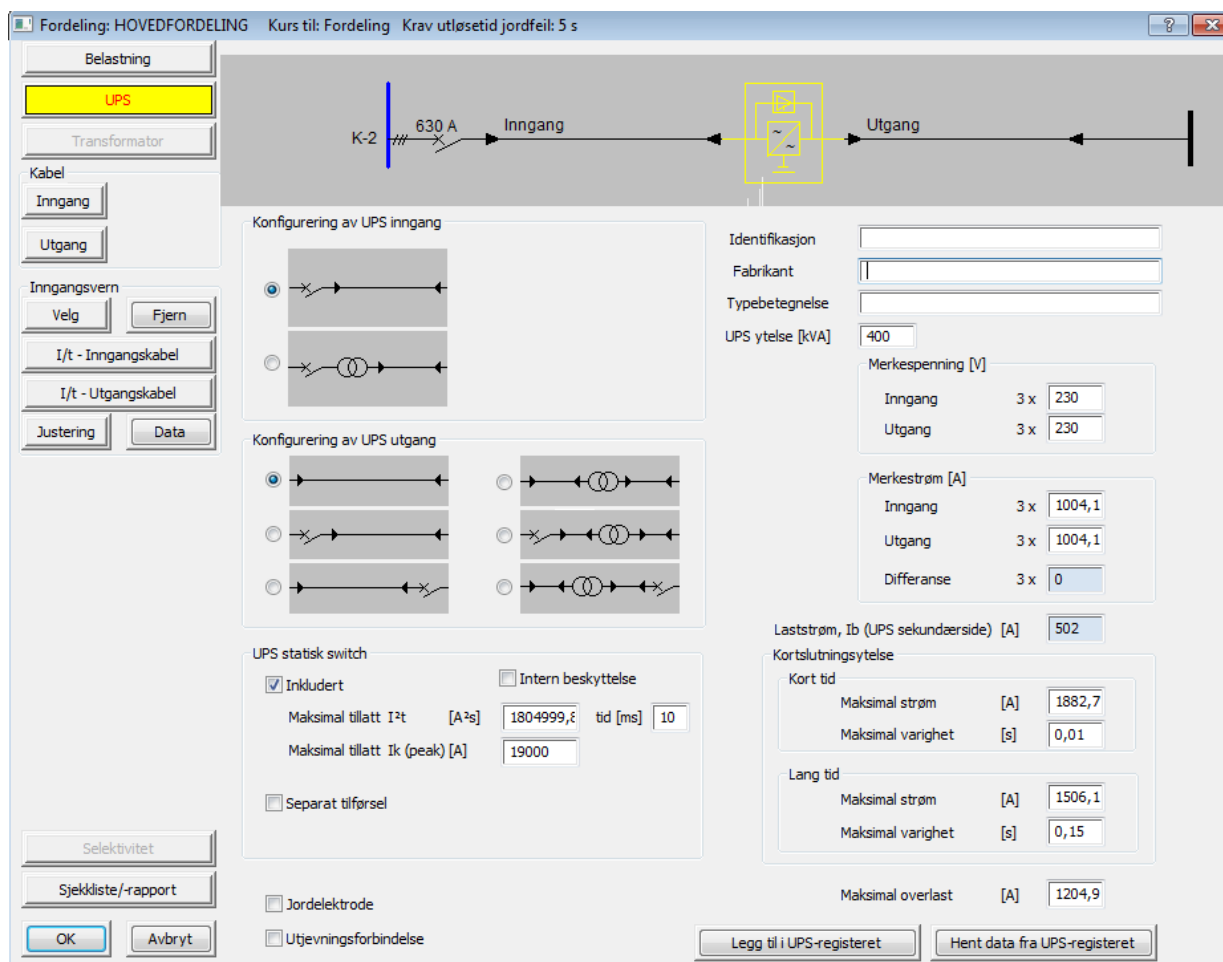 Fordeling: HOVEDFORDELING Kurs til: Fordeling Krav utløsetid jordfeil: 5 s
Belastning
UPS
Transformator
Kabel
Inngang
Utgang
Inngangsvern
Velg Fjern
I/t - Inngangskabel
I/t - Utgangskabel
Justering Data
Selektivitet
Sjekkliste/-rapport
OK Avbryt
K-2 630 A Inngang Utgang
Konfigurering av UPS inngang
Konfigurering av UPS utgang
UPS statisk switch
Inkludert Intern beskyttelse
Maksimal tillatt I²t [A²s] 1804999,8 tid [ms] 10
Maksimal tillatt Ik (peak) [A] 19000
Separat tilførsel
Jordelektrode
Utjevningsforbindelse
Identifikasjon
Fabrikant
Typebetegnelse
UPS ytelse [kVA] 400
Merkespenning [V]
Inngang 3 x 230
Utgang 3 x 230
Merkestrøm [A]
Inngang 3 x 1004,1
Utgang 3 x 1004,1
Differanse 3 x 0
Laststrøm, Ib (UPS sekundærside) [A] 502
Kortslutningsytelse
Kort tid
Maksimal strøm [A] 1882,7
Maksimal varighet [s] 0,01
Lang tid
Maksimal strøm [A] 1506,1
Maksimal varighet [s] 0,15
Maksimal overlast [A] 1204,9
Legg til i UPS-registeret Hent data fra UPS-registeret